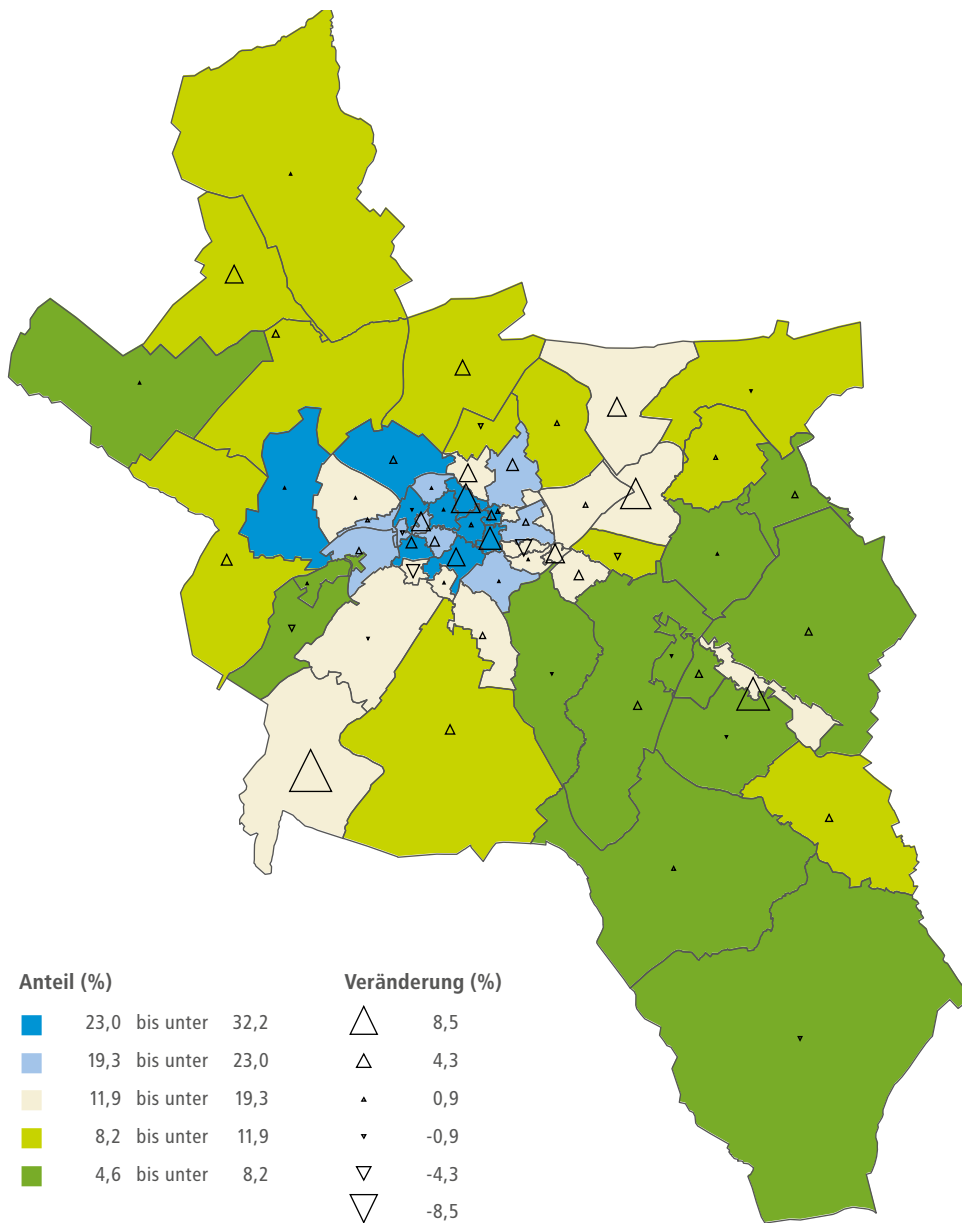 Anteil (%)
23,0 bis unter 32,2
19,3 bis unter 23,0
11,9 bis unter 19,3
8,2 bis unter 11,9
4,6 bis unter 8,2
Veränderung (%)
8,5
4,3
0,9
-0,9
-4,3
-8,5